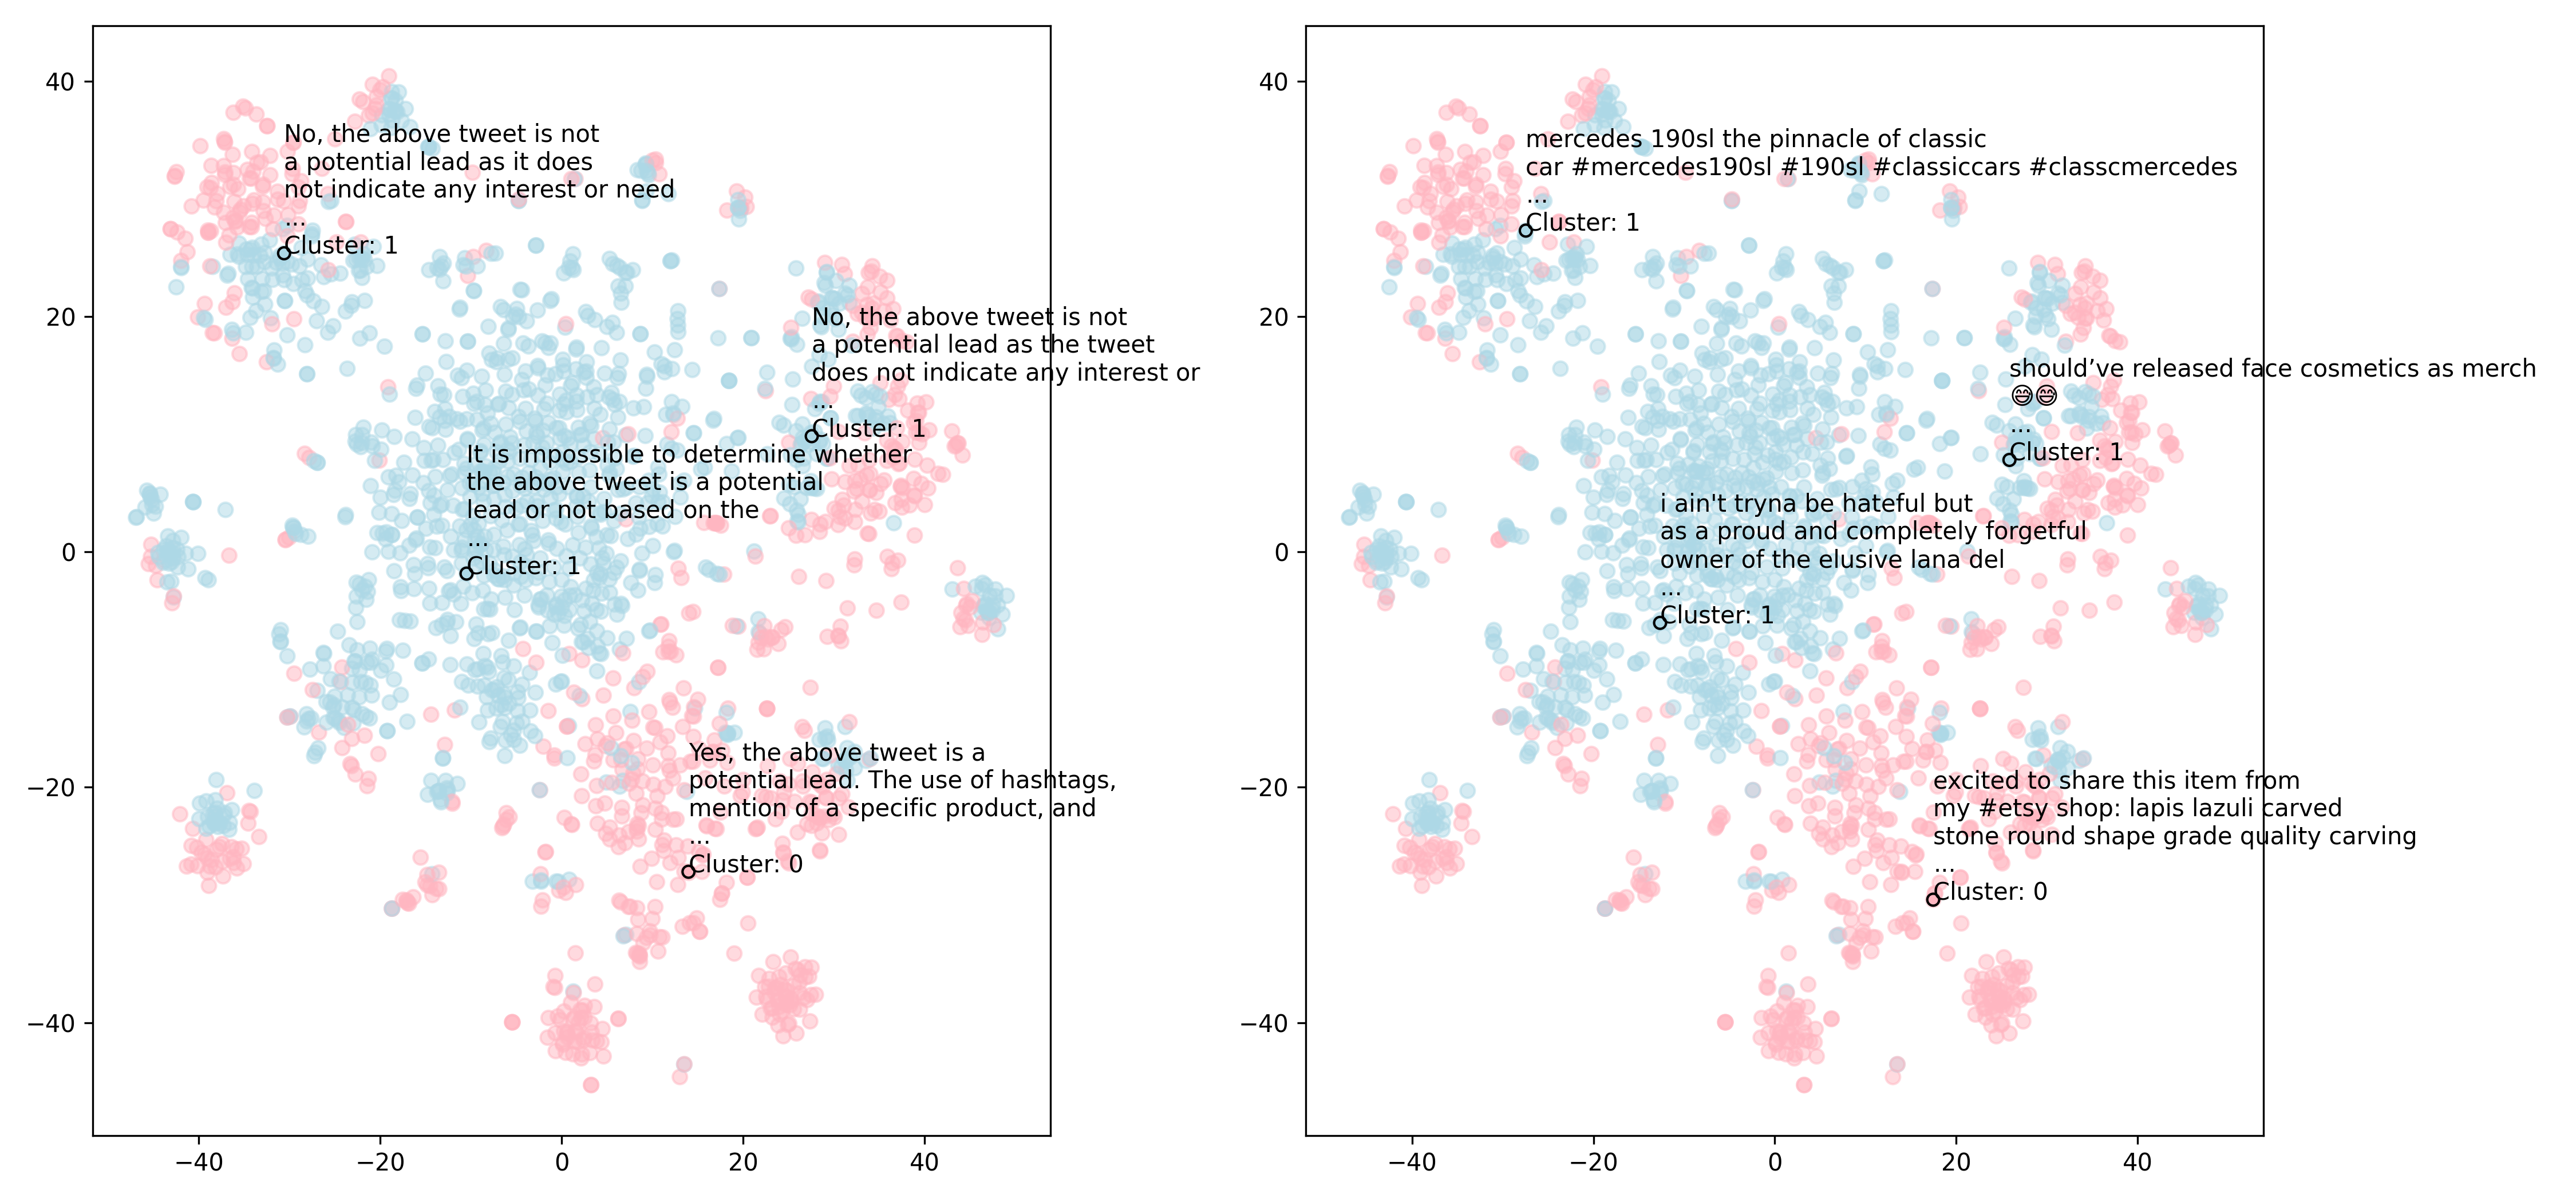 40
20
0
−20
−40
−40
−20
0
20
40
No, the above tweet is not
a potential lead as it does
not indicate any interest or need
...
Cluster: 1
No, the above tweet is not
a potential lead as the tweet
does not indicate any interest or
...
Cluster: 1
It is impossible to determine whether
the above tweet is a potential
lead or not based on the
...
Cluster: 1
Yes, the above tweet is a
potential lead. The use of hashtags,
mention of a specific product, and
...
Cluster: 0
40
20
0
−20
−40
−40
−20
0
20
40
mercedes 190sl the pinnacle of classic
car #mercedes190sl #190sl #classiccars #classcmercedes
...
Cluster: 1
should’ve released face cosmetics as merch
😅😅
...
Cluster: 1
i ain't tryna be hateful but
as a proud and completely forgetful
owner of the elusive lana del
...
Cluster: 1
excited to share this item from
my #etsy shop: lapis lazuli carved
stone round shape grade quality carving
...
Cluster: 0